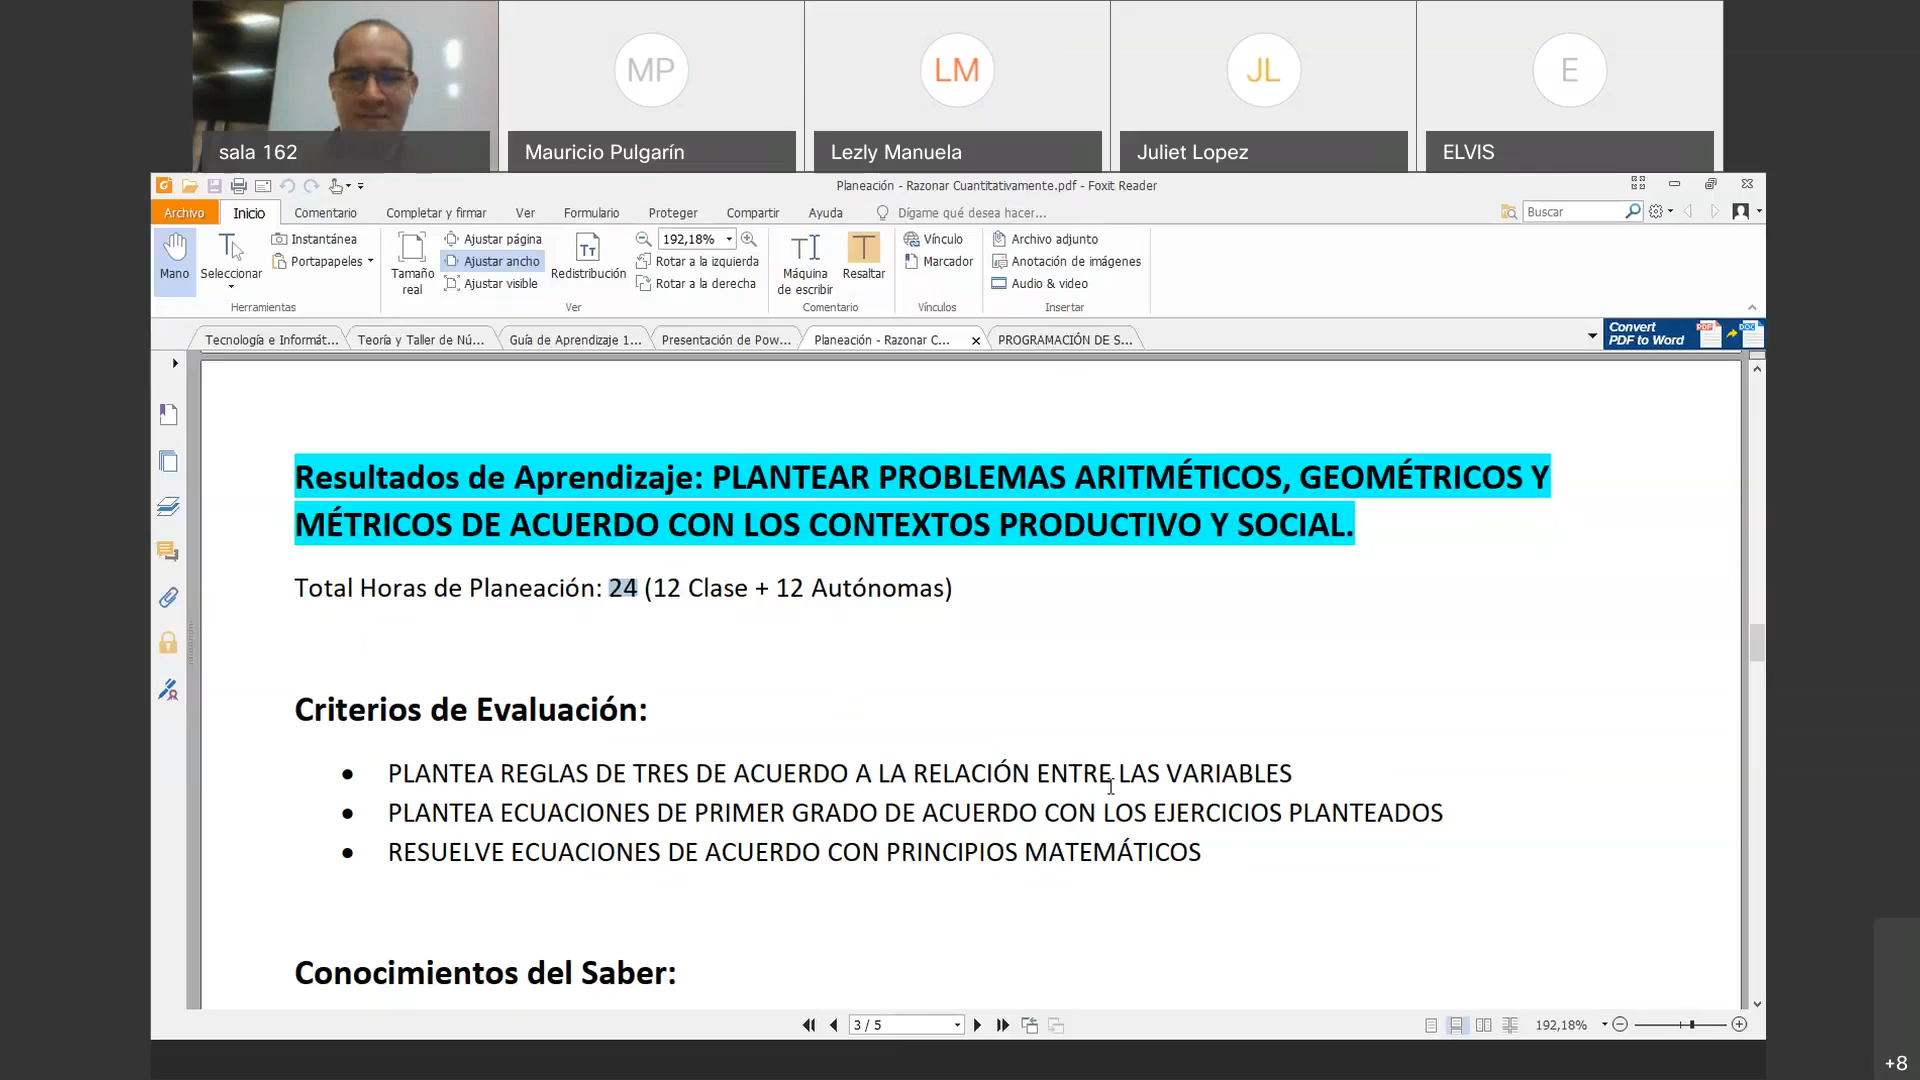 MP
LM
JL
E
sala 162
Mauricio Pulgarín
Lezly Manuela
Juliet Lopez
ELVIS
Planeación - Razonar Cuantitativamente.pdf - Foxit Reader
Archivo
Inicio
Comentario
Completar y firmar
Ver
Formulario
Proteger
Compartir
Ayuda
Dígame qué desea hacer...
Buscar
Mano
Seleccionar
Instantánea
Portapapeles
Herramientas
Tamaño
real
Ajustar página
Ajustar ancho
Ajustar visible
Redistribución
192,18%
Rotar a la izquierda
Rotar a la derecha
Ver
Máquina
de escribir
Resaltar
Comentario
Vínculo
Marcador
Vínculos
Archivo adjunto
Anotación de imágenes
Audio & video
Insertar
Tecnología e Informát...
Teoría y Taller de Nú...
Guía de Aprendizaje 1...
Presentación de Pow...
Planeación - Razonar C...
PROGRAMACIÓN DE S...
Convert
PDF to Word
Resultados de Aprendizaje: PLANTEAR PROBLEMAS ARITMÉTICOS, GEOMÉTRICOS Y
MÉTRICOS DE ACUERDO CON LOS CONTEXTOS PRODUCTIVO Y SOCIAL.
Total Horas de Planeación: 24 (12 Clase + 12 Autónomas)
Criterios de Evaluación:
• PLANTEA REGLAS DE TRES DE ACUERDO A LA RELACIÓN ENTRE LAS VARIABLES
• PLANTEA ECUACIONES DE PRIMER GRADO DE ACUERDO CON LOS EJERCICIOS PLANTEADOS
• RESUELVE ECUACIONES DE ACUERDO CON PRINCIPIOS MATEMÁTICOS
Conocimientos del Saber:
3 / 5
192,18%
+8